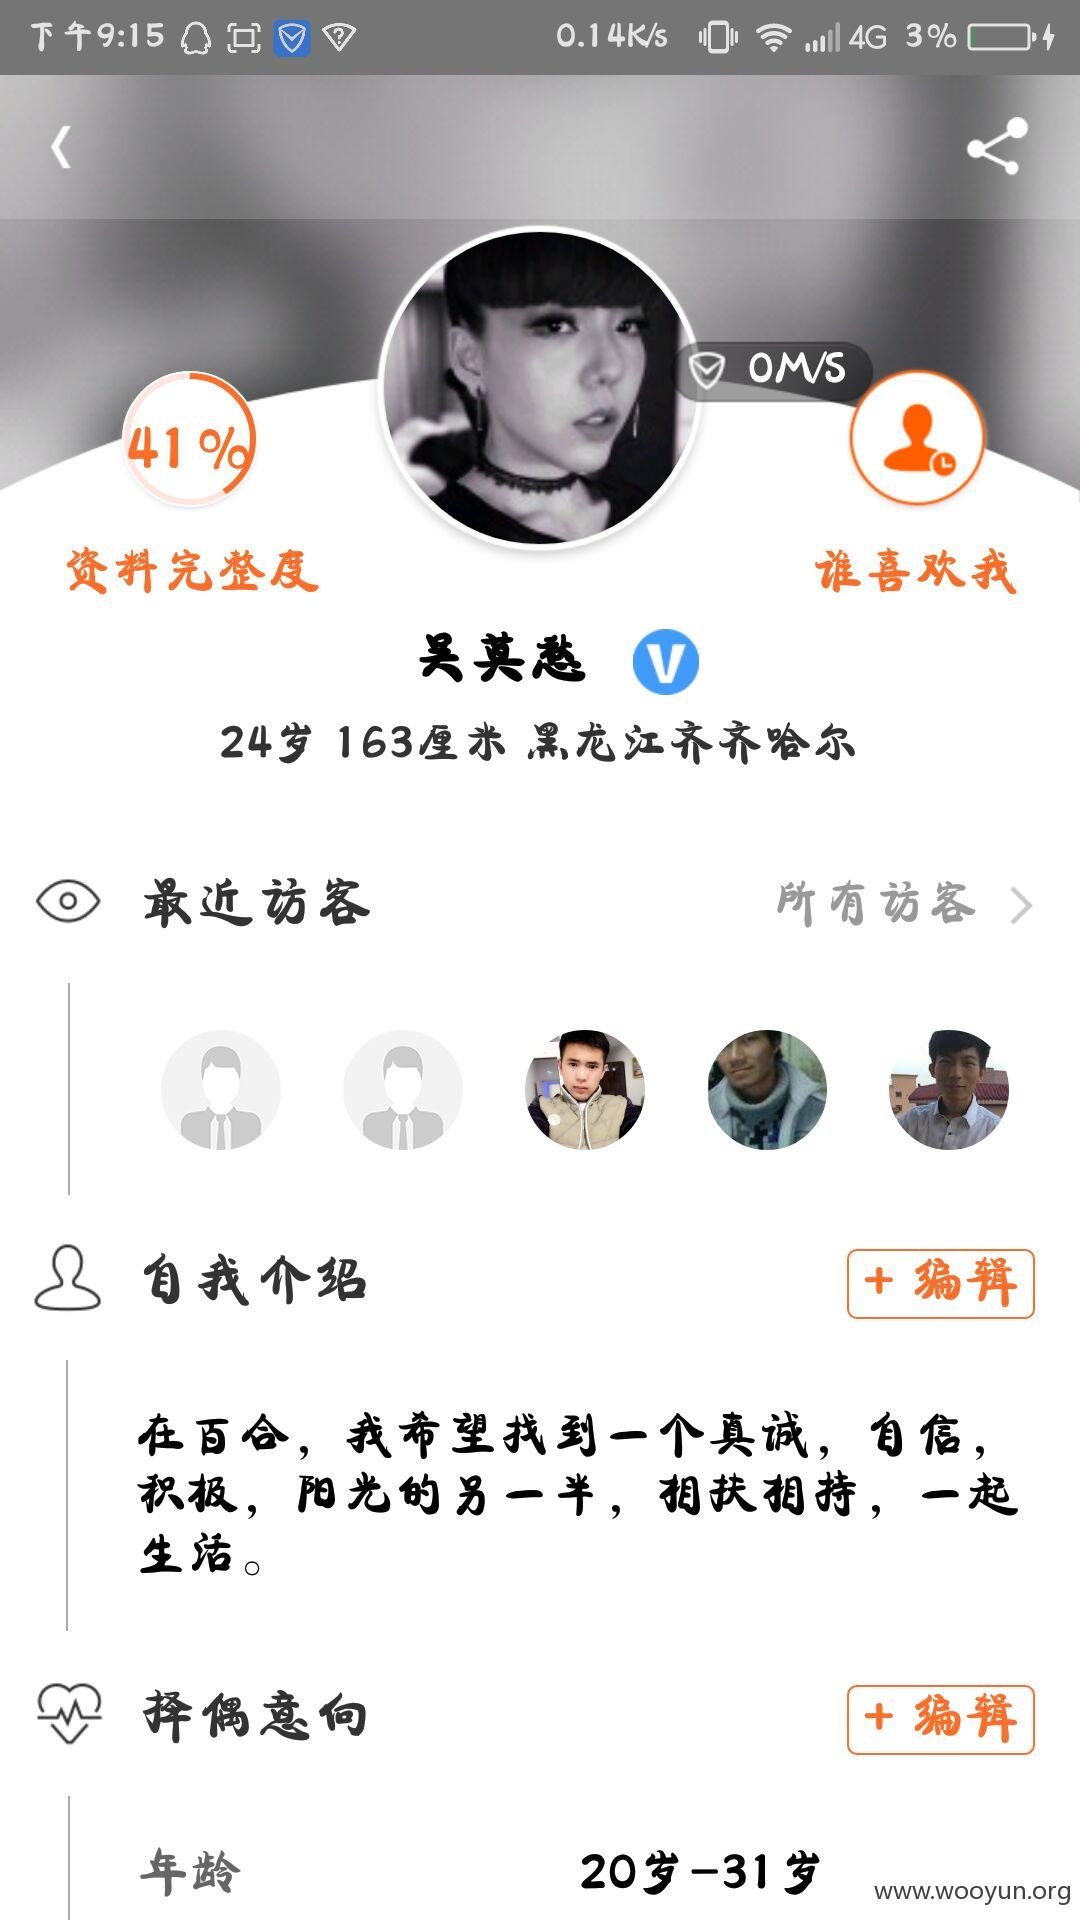 下午9:15
0.14K/s 4G 3%
0M/S
41%
资料完整度
谁喜欢我
吴莫愁 V
24岁 163厘米 黑龙江齐齐哈尔
最近访客
所有访客
自我介绍
+ 编辑
在百合，我希望找到一个真诚，自信，
积极，阳光的另一半，相扶相持，一起
生活。
择偶意向
+ 编辑
年龄
20岁-31岁
www.wooyun.org